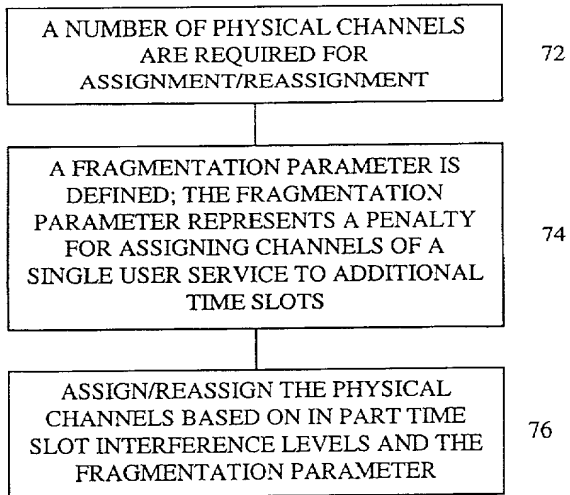 A NUMBER OF PHYSICAL CHANNELS
ARE REQUIRED FOR
ASSIGNMENT/REASSIGNMENT
72
A FRAGMENTATION PARAMETER IS
DEFINED; THE FRAGMENTATION
PARAMETER REPRESENTS A PENALTY
FOR ASSIGNING CHANNELS OF A
SINGLE USER SERVICE TO ADDITIONAL
TIME SLOTS
74
ASSIGN/REASSIGN THE PHYSICAL
CHANNELS BASED ON IN PART TIME
SLOT INTERFERENCE LEVELS AND THE
FRAGMENTATION PARAMETER
76